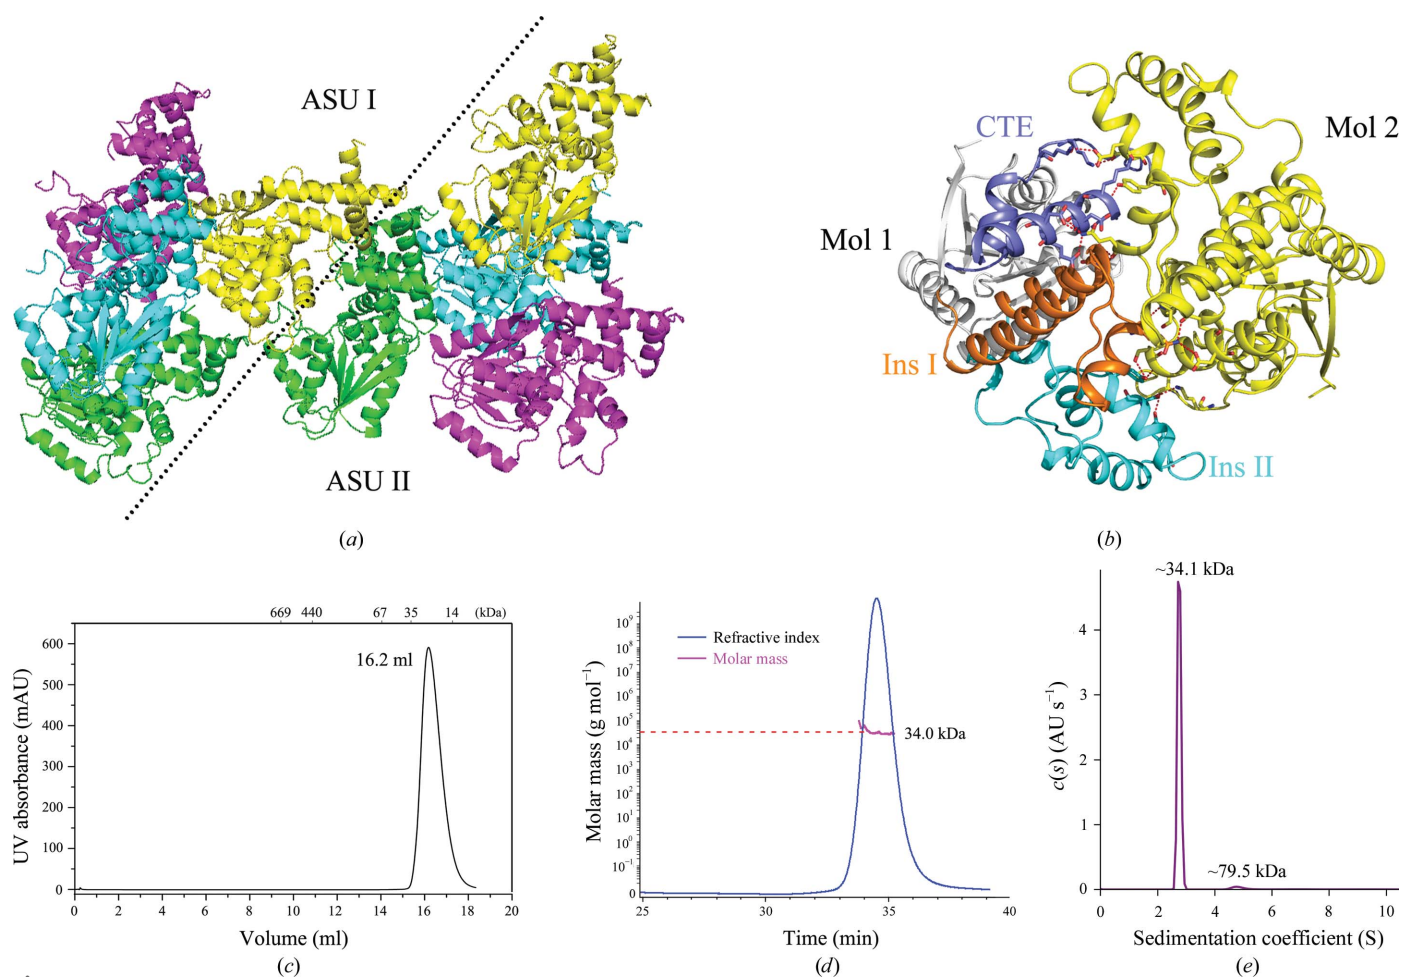 ASU I
ASU II
(a)
CTE
Mol 2
Mol 1
Ins I
Ins II
(b)
669 440 67 35 14 (kDa)
600
500
400
300
200
100
0
UV absorbance (mAU)
16.2 ml
0 2 4 6 8 10 12 14 16 18 20
Volume (ml)
(c)
10⁹
10⁸
10⁷
10⁶
10⁵
10⁴
10³
10²
10¹
10⁰
10⁻¹
0
Molar mass (g mol⁻¹)
Refractive index
Molar mass
34.0 kDa
25 30 35 40
Time (min)
(d)
~34.1 kDa
4
3
2
1
0
c(s) (AU s⁻¹)
~79.5 kDa
0 2 4 6 8 10
Sedimentation coefficient (S)
(e)